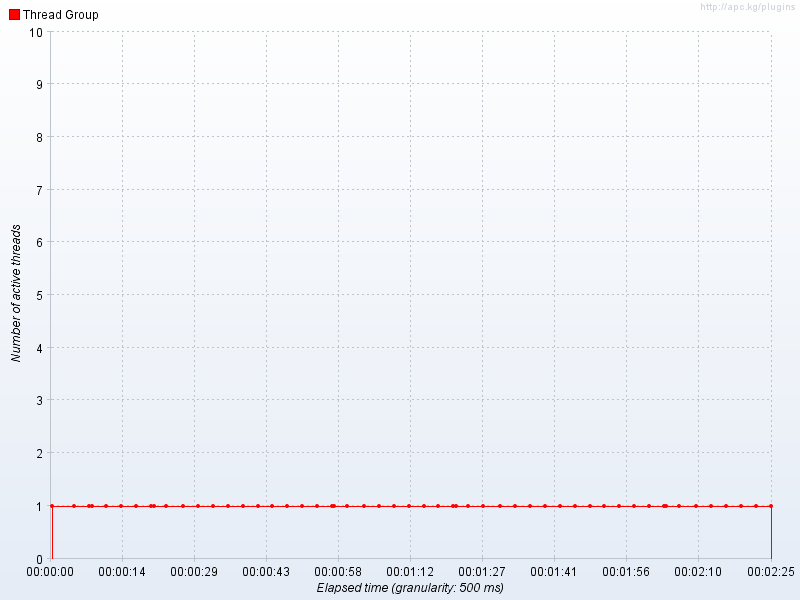 http://apc.kg/plugins
Thread Group
10
9
8
7
6
5
4
3
2
1
0
Number of active threads
00:00:00 00:00:14 00:00:29 00:00:43 00:00:58 00:01:12 00:01:27 00:01:41 00:01:56 00:02:10 00:02:25
Elapsed time (granularity: 500 ms)